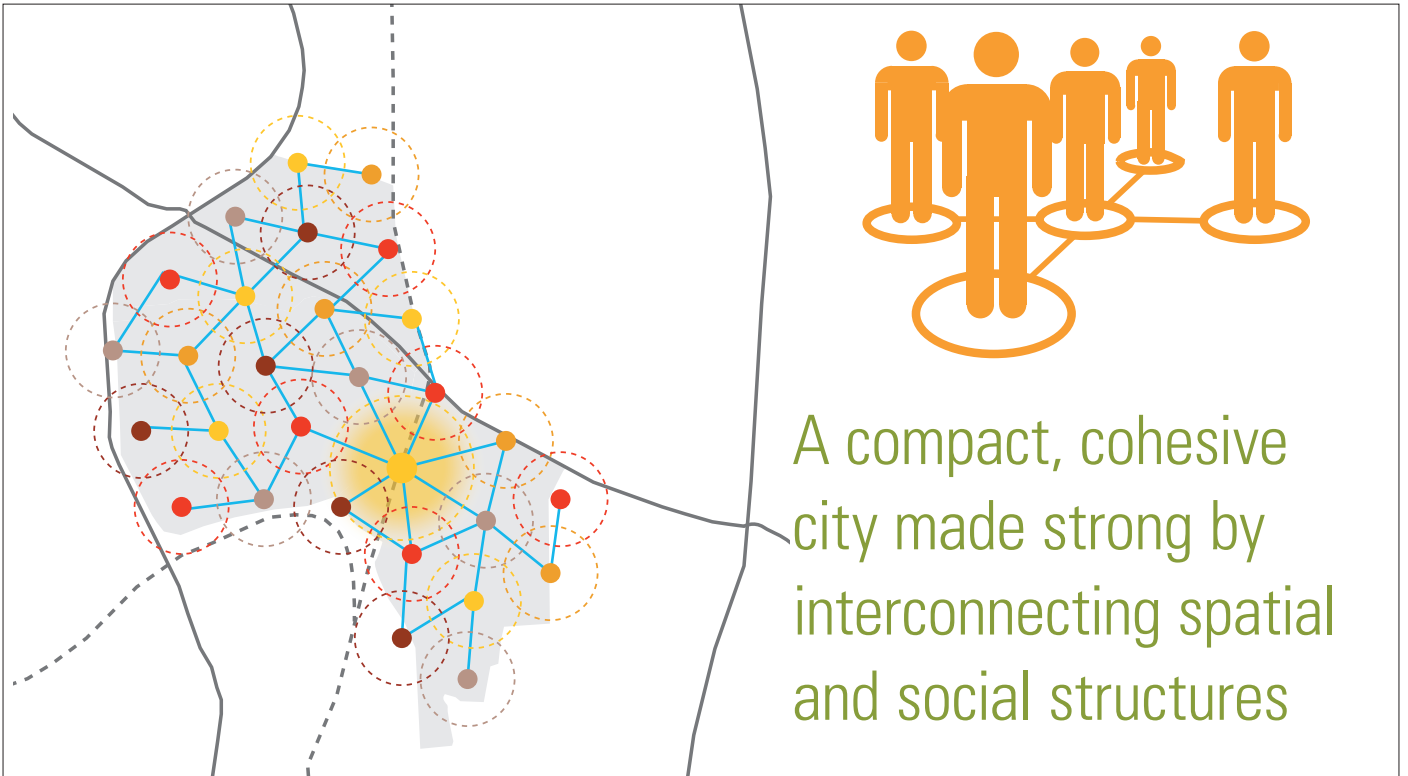 A compact, cohesive
city made strong by
interconnecting spatial
and social structures